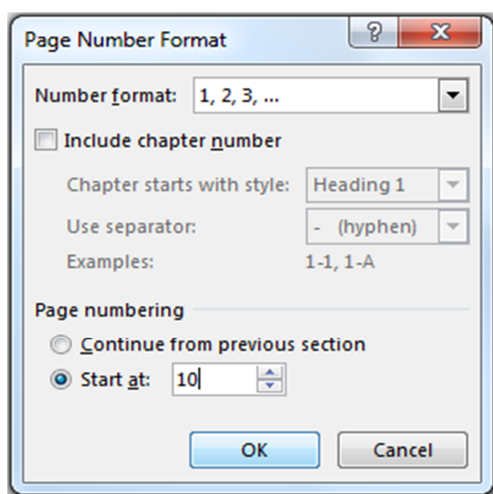 Page Number Format
Number format: 1, 2, 3, ...
Include chapter number
Chapter starts with style: Heading 1
Use separator: - (hyphen)
Examples: 1-1, 1-A
Page numbering
Continue from previous section
Start at: 10
OK Cancel